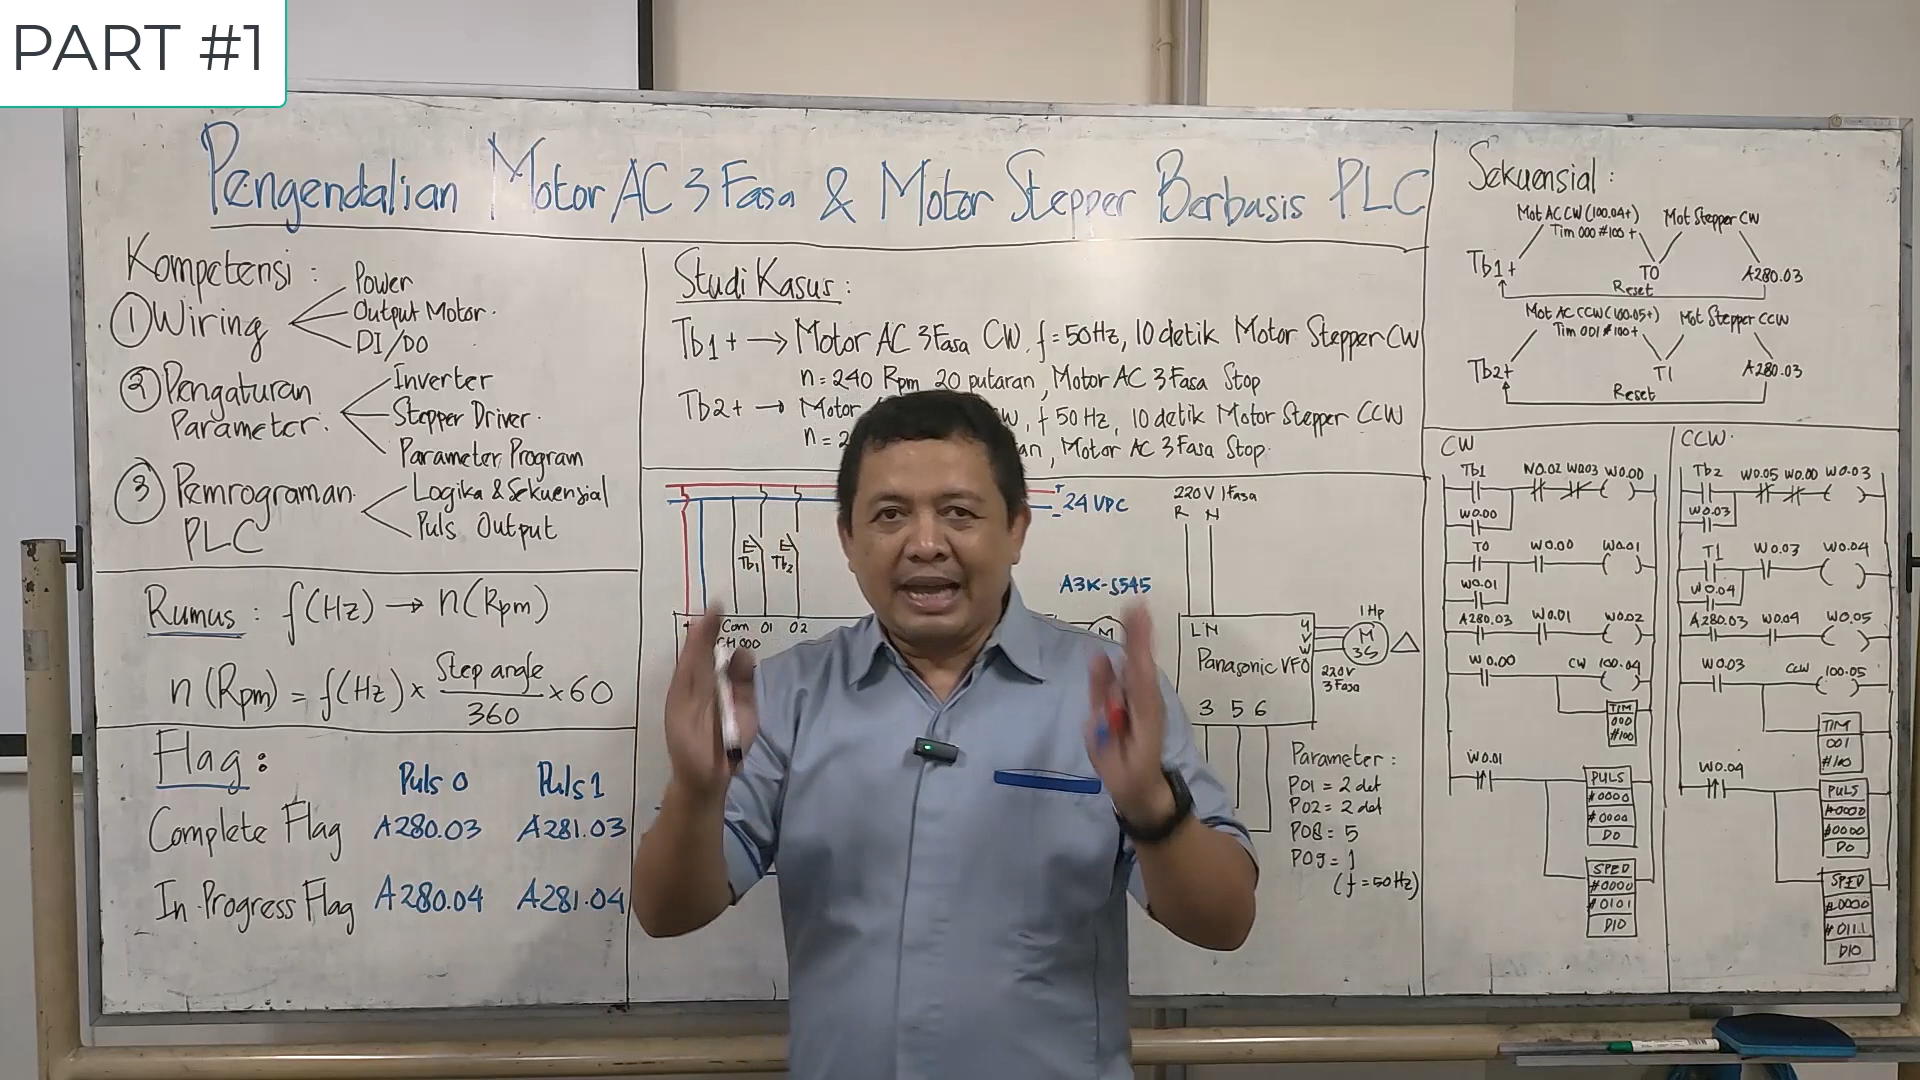 PART #1
Pengendalian Motor AC 3 Fasa & Motor Stepper Berbasis PLC
Kompetensi :
① Wiring
Power
Output Motor.
DI/DO
② Pengaturan
Parameter.
Inverter
Stepper Driver.
Parameter Program
③ Pemrograman
PLC
Logika & Sekuensial
Puls Output
Rumus : f(Hz) → n(Rpm)
n (Rpm) = f(Hz) × Step angle / 360 × 60
Flag :
Puls 0 Puls 1
Complete Flag A280.03 A281.03
In-Progress Flag A280.04 A281.04
Studi Kasus :
Tb1 + → Motor AC 3 Fasa CW, f = 50 Hz, 10 detik Motor Stepper CW
n = 240 Rpm 20 putaran, Motor AC 3 Fasa Stop
Tb2 + → Motor w, f 50 Hz, 10 detik Motor Stepper CCW
n = 2 an, Motor AC 3 Fasa Stop.
+
-
24 VDC
Tb1 Tb2
Com 01 02
CH000
A3K-S545
M
220V 1 Fasa
R N
L N
U
V
W
Panasonic VFO
3 5 6
1 Hp
M
3~
220V
3 Fasa
Parameter :
P01 = 2 det
P02 = 2 det
P08 = 5
P09 = 1
(f = 50 Hz)
Sekuensial :
Mot AC CW (100.04+) Mot Stepper CW
Tim 000 #100 +
Tb1+ T0 A280.03
Reset
Mot AC CCW (100.05+) Mot Stepper CCW
Tim 001 #100 +
Tb2+ T1 A280.03
Reset
CW
Tb1 W0.02 W0.03 W0.00
W0.00
T0 W0.00 W0.01
W0.01
A280.03 W0.01 W0.02
W0.00 CW 100.04
TIM
000
#100
W0.01
PULS
#0000
#0000
D0
SPED
#0000
#0101
D10
CCW.
Tb2 W0.05 W0.00 W0.03
W0.03
T1 W0.03 W0.04
W0.04
A280.03 W0.04 W0.05
W0.03 CCW 100.05
TIM
001
#100
W0.04
PULS
#0000
#0000
D0
SPED
#0000
#0111
D10